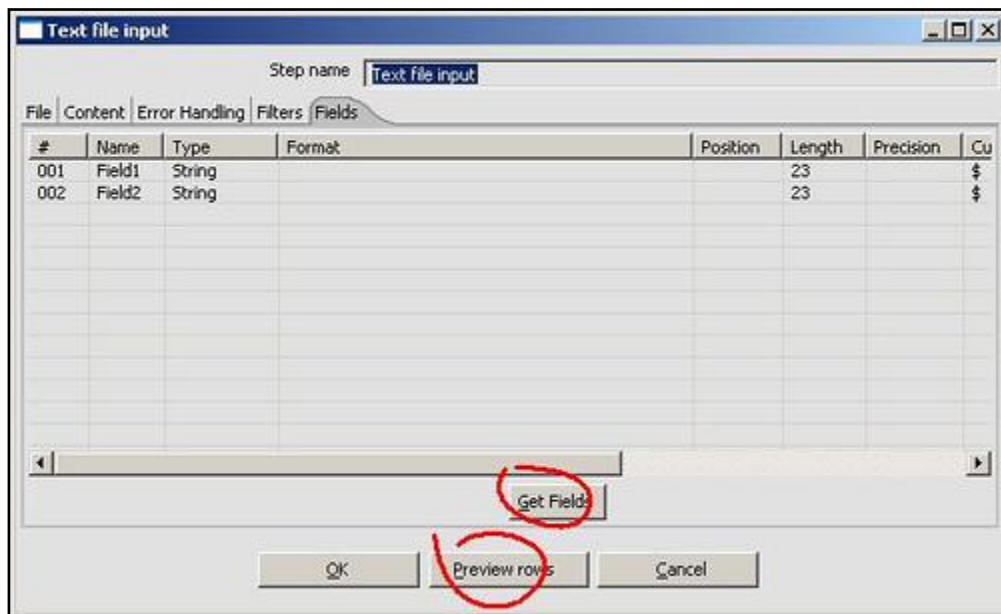 Text file input
Step name Text file input
File Content Error Handling Filters Fields
# Name Type Format Position Length Precision Cu
001 Field1 String 23 $
002 Field2 String 23 $
Get Fields
OK Preview rows Cancel